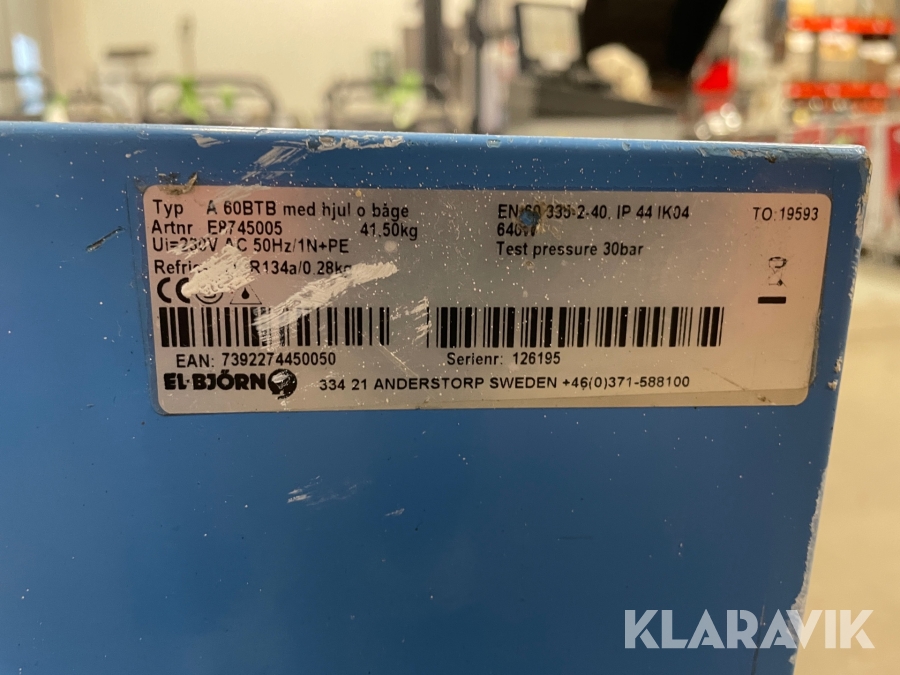 Typ A 60BTB med hjul o båge
Artnr E8745005 41.50kg
Ui=230V AC 50Hz/1N+PE
R134a/0.28kg
EN 60 335-2-40, IP 44 IK04
640W
Test pressure 30bar
TO:19593
EAN: 7392274450050
Serienr: 126195
EL·BJÖRN
334 21 ANDERSTORP SWEDEN +46(0)371-588100
KLARAVIK